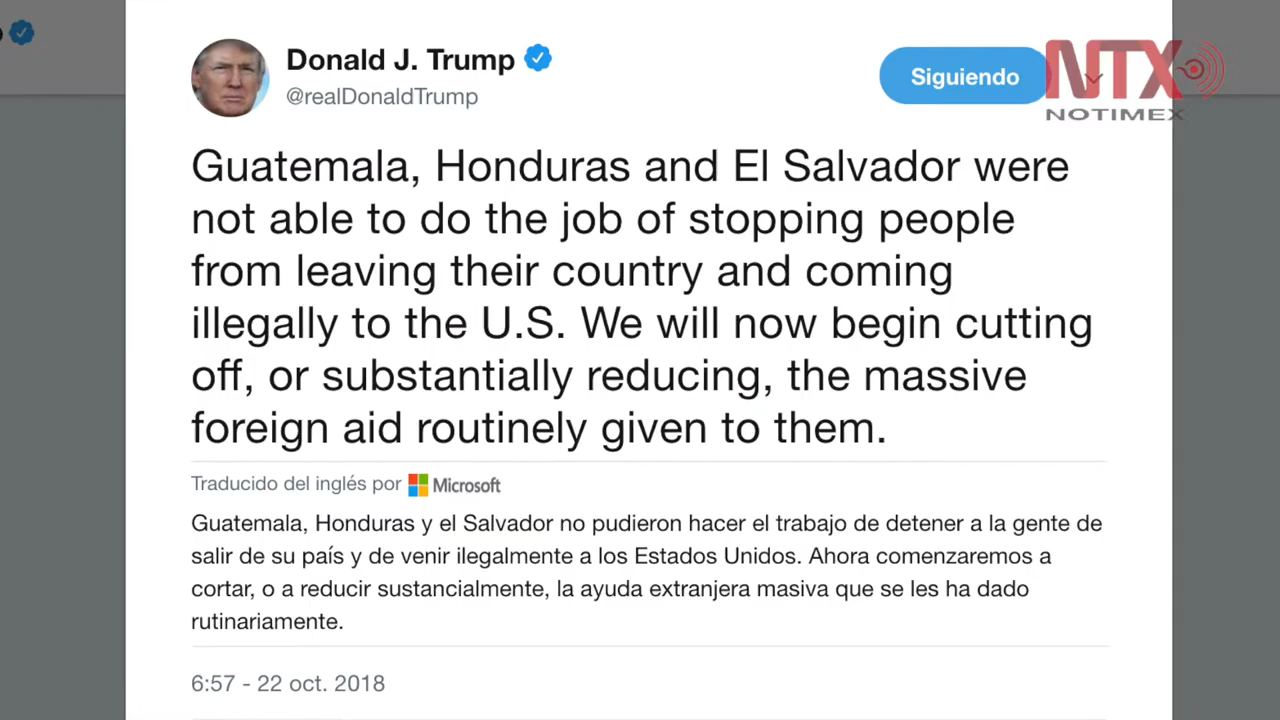 Donald J. Trump
@realDonaldTrump
Siguiendo
NTX
NOTIMEX
Guatemala, Honduras and El Salvador were
not able to do the job of stopping people
from leaving their country and coming
illegally to the U.S. We will now begin cutting
off, or substantially reducing, the massive
foreign aid routinely given to them.
Traducido del inglés por Microsoft
Guatemala, Honduras y el Salvador no pudieron hacer el trabajo de detener a la gente de
salir de su país y de venir ilegalmente a los Estados Unidos. Ahora comenzaremos a
cortar, o a reducir sustancialmente, la ayuda extranjera masiva que se les ha dado
rutinariamente.
6:57 - 22 oct. 2018